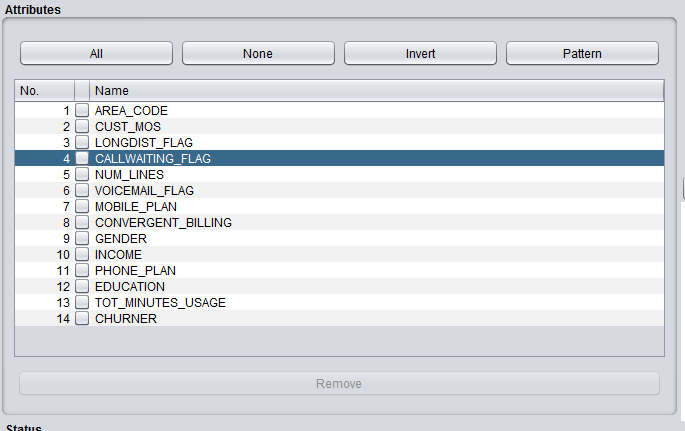 Attributes
All None Invert Pattern
No. Name
1 AREA_CODE
2 CUST_MOS
3 LONGDIST_FLAG
4 CALLWAITING_FLAG
5 NUM_LINES
6 VOICEMAIL_FLAG
7 MOBILE_PLAN
8 CONVERGENT_BILLING
9 GENDER
10 INCOME
11 PHONE_PLAN
12 EDUCATION
13 TOT_MINUTES_USAGE
14 CHURNER
Remove
Status